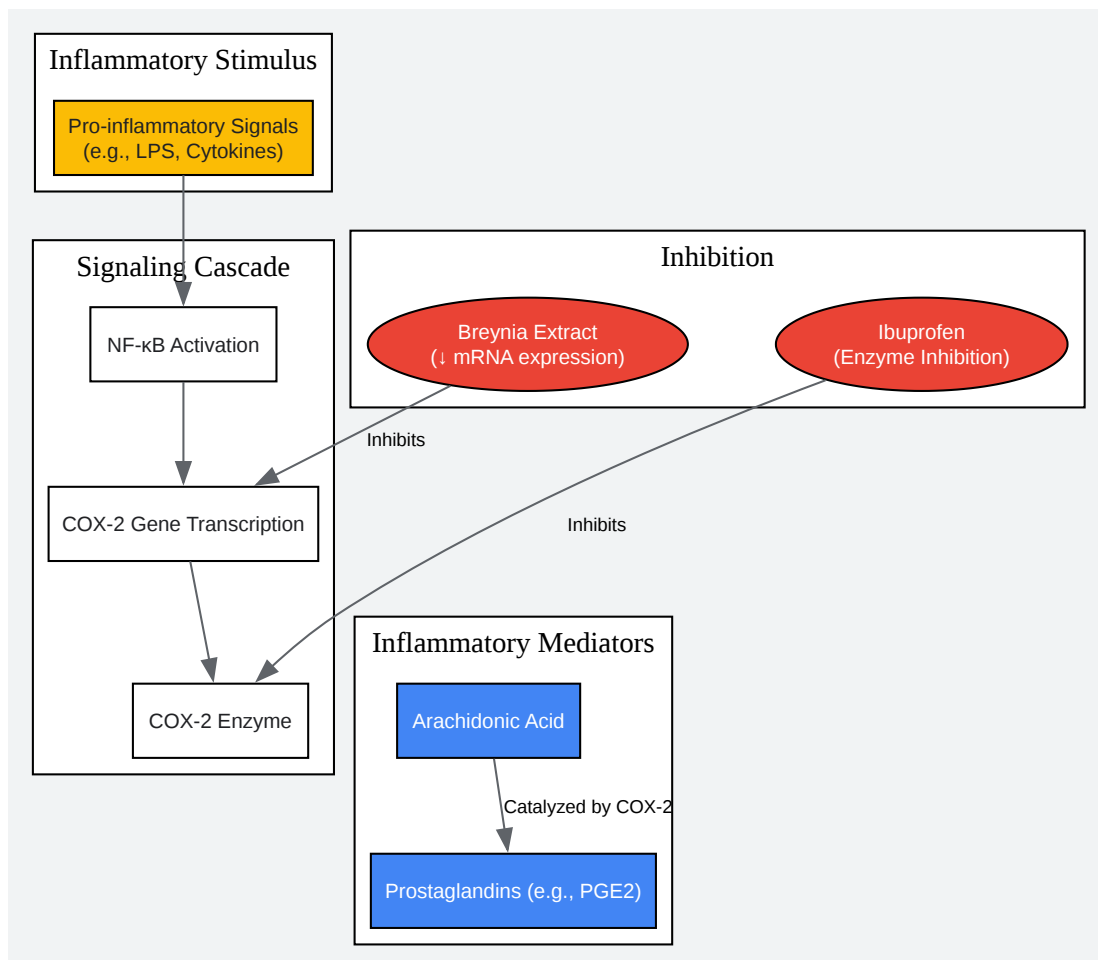 Inflammatory Stimulus
Pro-inflammatory Signals
(e.g., LPS, Cytokines)
Signaling Cascade
NF-κB Activation
COX-2 Gene Transcription
COX-2 Enzyme
Inhibition
Breynia Extract
(↓ mRNA expression)
Ibuprofen
(Enzyme Inhibition)
Inhibits
Inhibits
Inflammatory Mediators
Arachidonic Acid
Catalyzed by COX-2
Prostaglandins (e.g., PGE2)